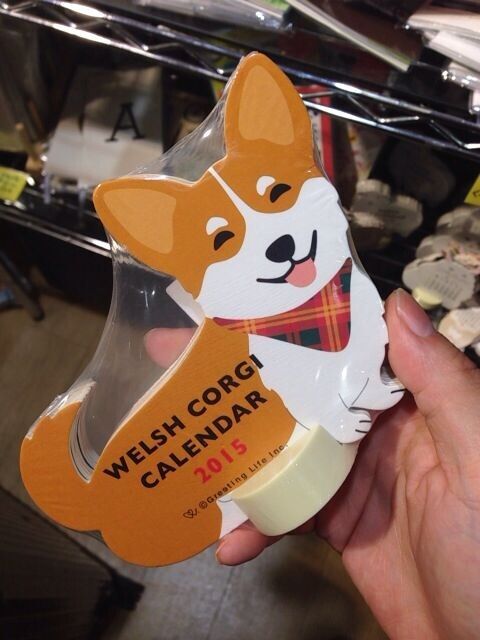 A
WELSH CORGI
CALENDAR
2015
©Greeting Life Inc.